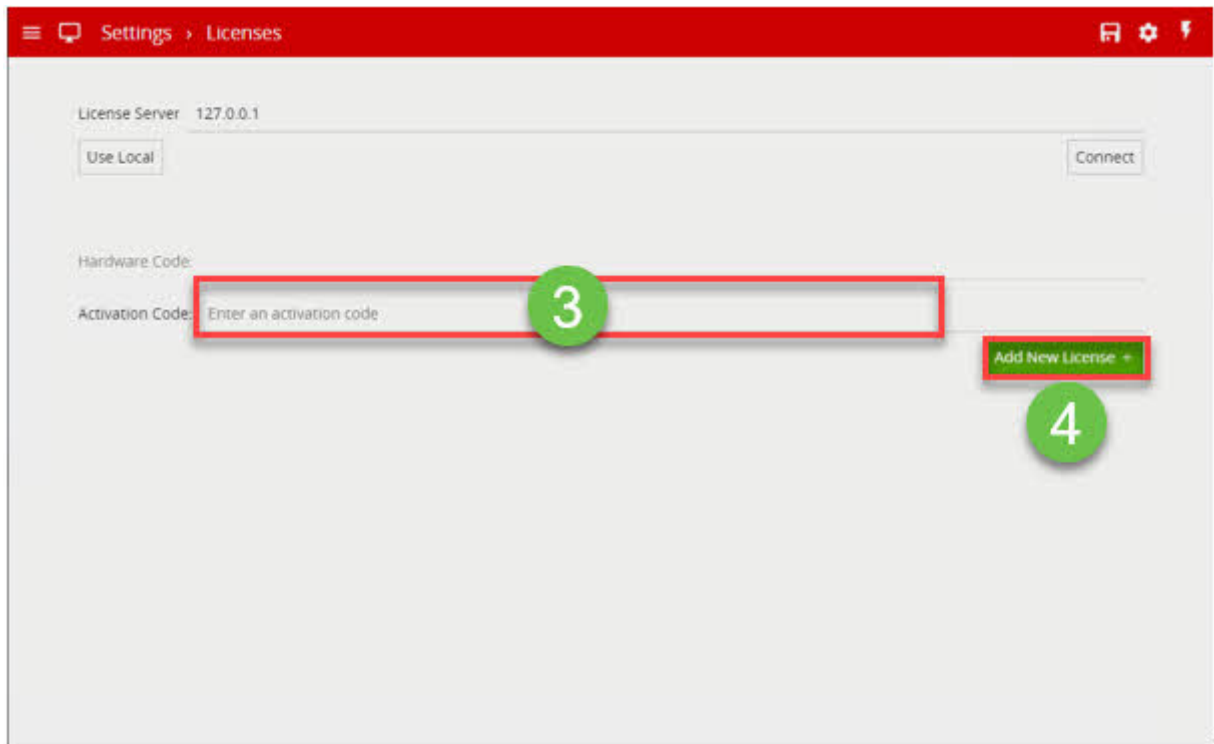 Settings › Licenses
License Server 127.0.0.1
Use Local
Connect
Hardware Code:
Activation Code: Enter an activation code
3
Add New License +
4